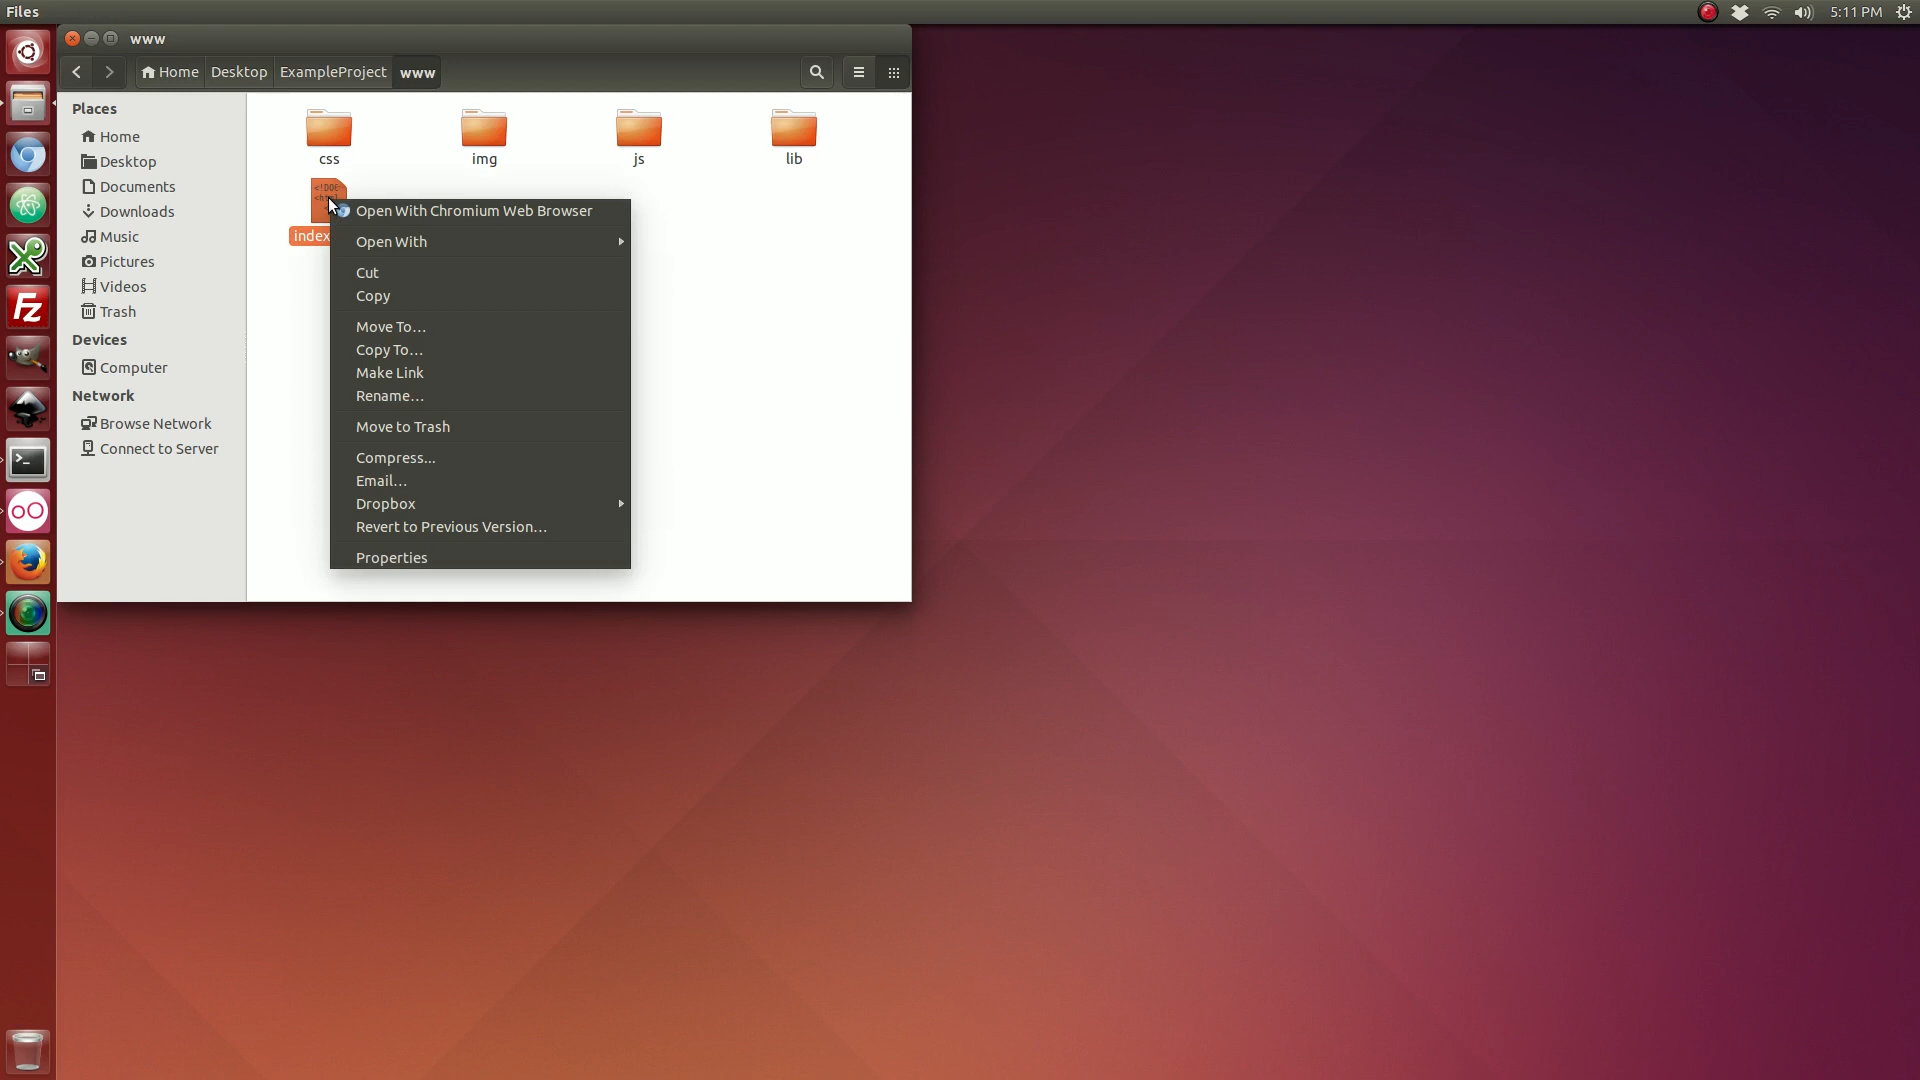 Files
5:11 PM
www
Home Desktop ExampleProject www
Places
Home
Desktop
Documents
Downloads
Music
Pictures
Videos
Trash
Devices
Computer
Network
Browse Network
Connect to Server
css img js lib
<!DOC
<h
index
Open With Chromium Web Browser
Open With
Cut
Copy
Move To...
Copy To...
Make Link
Rename...
Move to Trash
Compress...
Email...
Dropbox
Revert to Previous Version...
Properties
Fz
>_